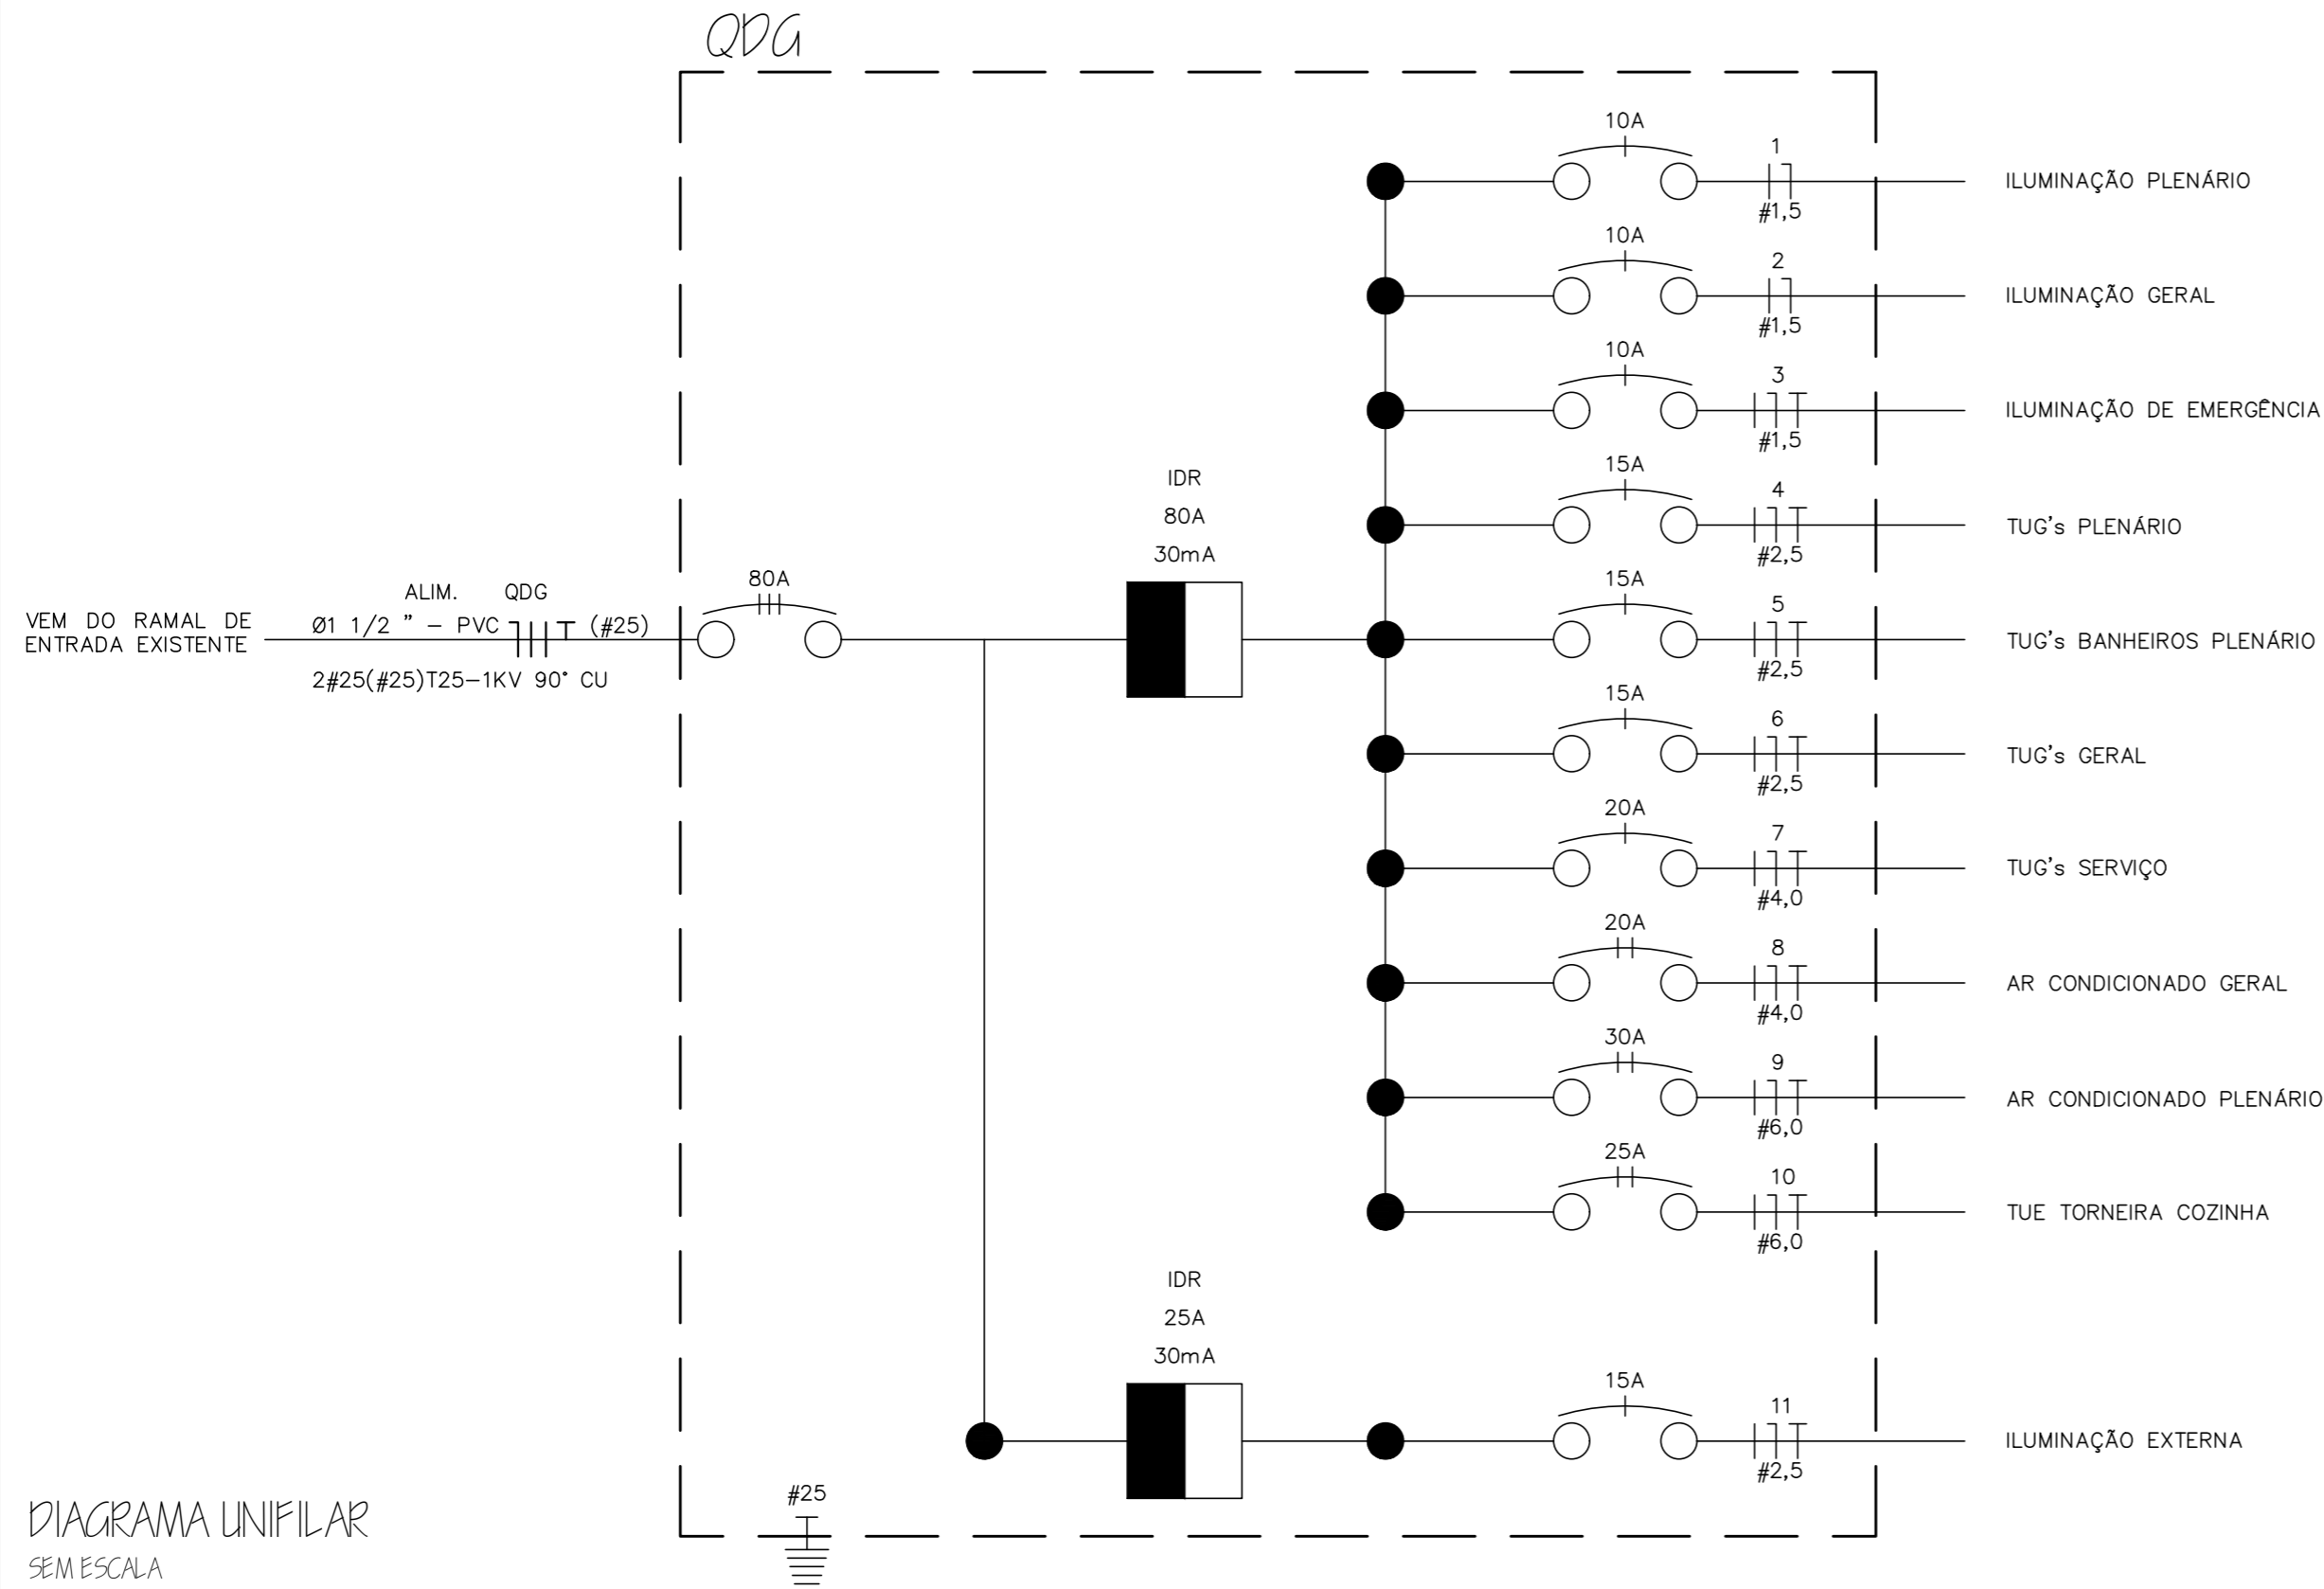 QDG
10A
1
#1,5
ILUMINAÇÃO PLENÁRIO
10A
2
#1,5
ILUMINAÇÃO GERAL
10A
3
#1,5
ILUMINAÇÃO DE EMERGÊNCIA
15A
4
#2,5
TUG's PLENÁRIO
IDR
80A
30mA
VEM DO RAMAL DE
ENTRADA EXISTENTE
ALIM. QDG
Ø1 1/2 " – PVC (#25)
2#25(#25)T25–1KV 90° CU
80A
15A
5
#2,5
TUG's BANHEIROS PLENÁRIO
15A
6
#2,5
TUG's GERAL
20A
7
#4,0
TUG's SERVIÇO
20A
8
#4,0
AR CONDICIONADO GERAL
30A
9
#6,0
AR CONDICIONADO PLENÁRIO
25A
10
#6,0
TUE TORNEIRA COZINHA
IDR
25A
30mA
15A
11
#2,5
ILUMINAÇÃO EXTERNA
#25
DIAGRAMA UNIFILAR
SEM ESCALA